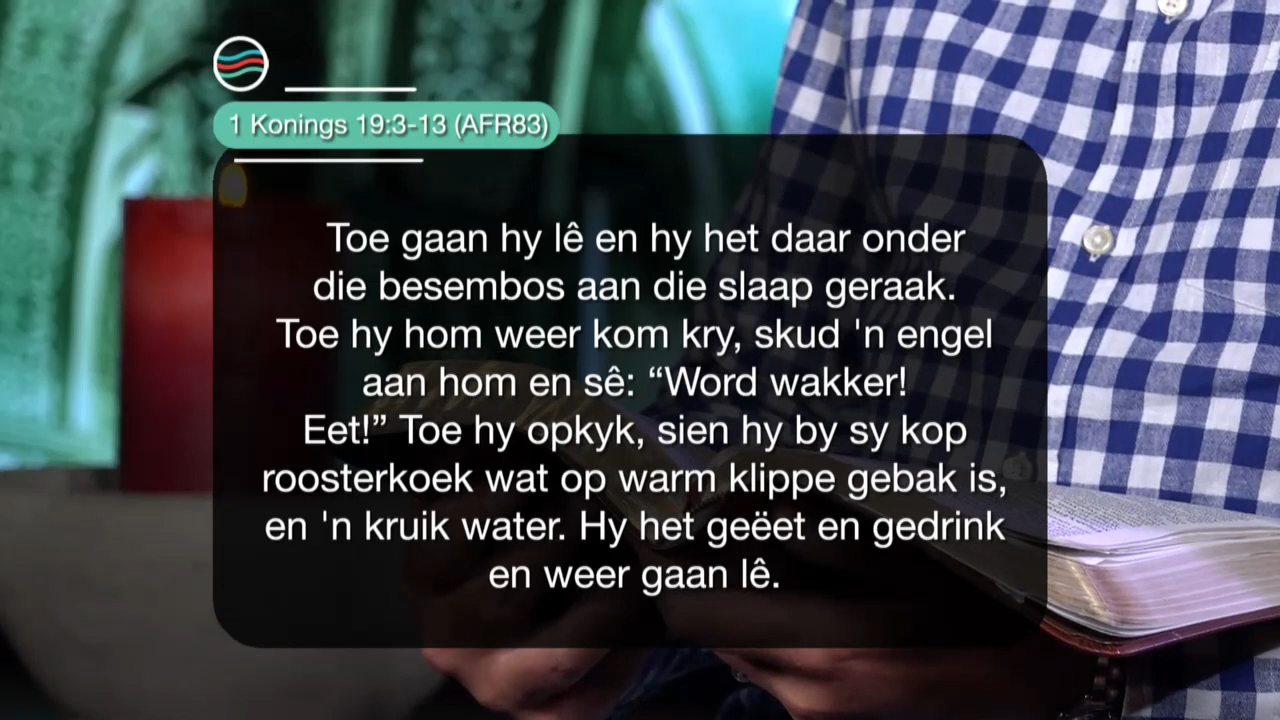 1 Konings 19:3-13 (AFR83)
Toe gaan hy lê en hy het daar onder
die besembos aan die slaap geraak.
Toe hy hom weer kom kry, skud 'n engel
aan hom en sê: “Word wakker!
Eet!” Toe hy opkyk, sien hy by sy kop
roosterkoek wat op warm klippe gebak is,
en 'n kruik water. Hy het geëet en gedrink
en weer gaan lê.